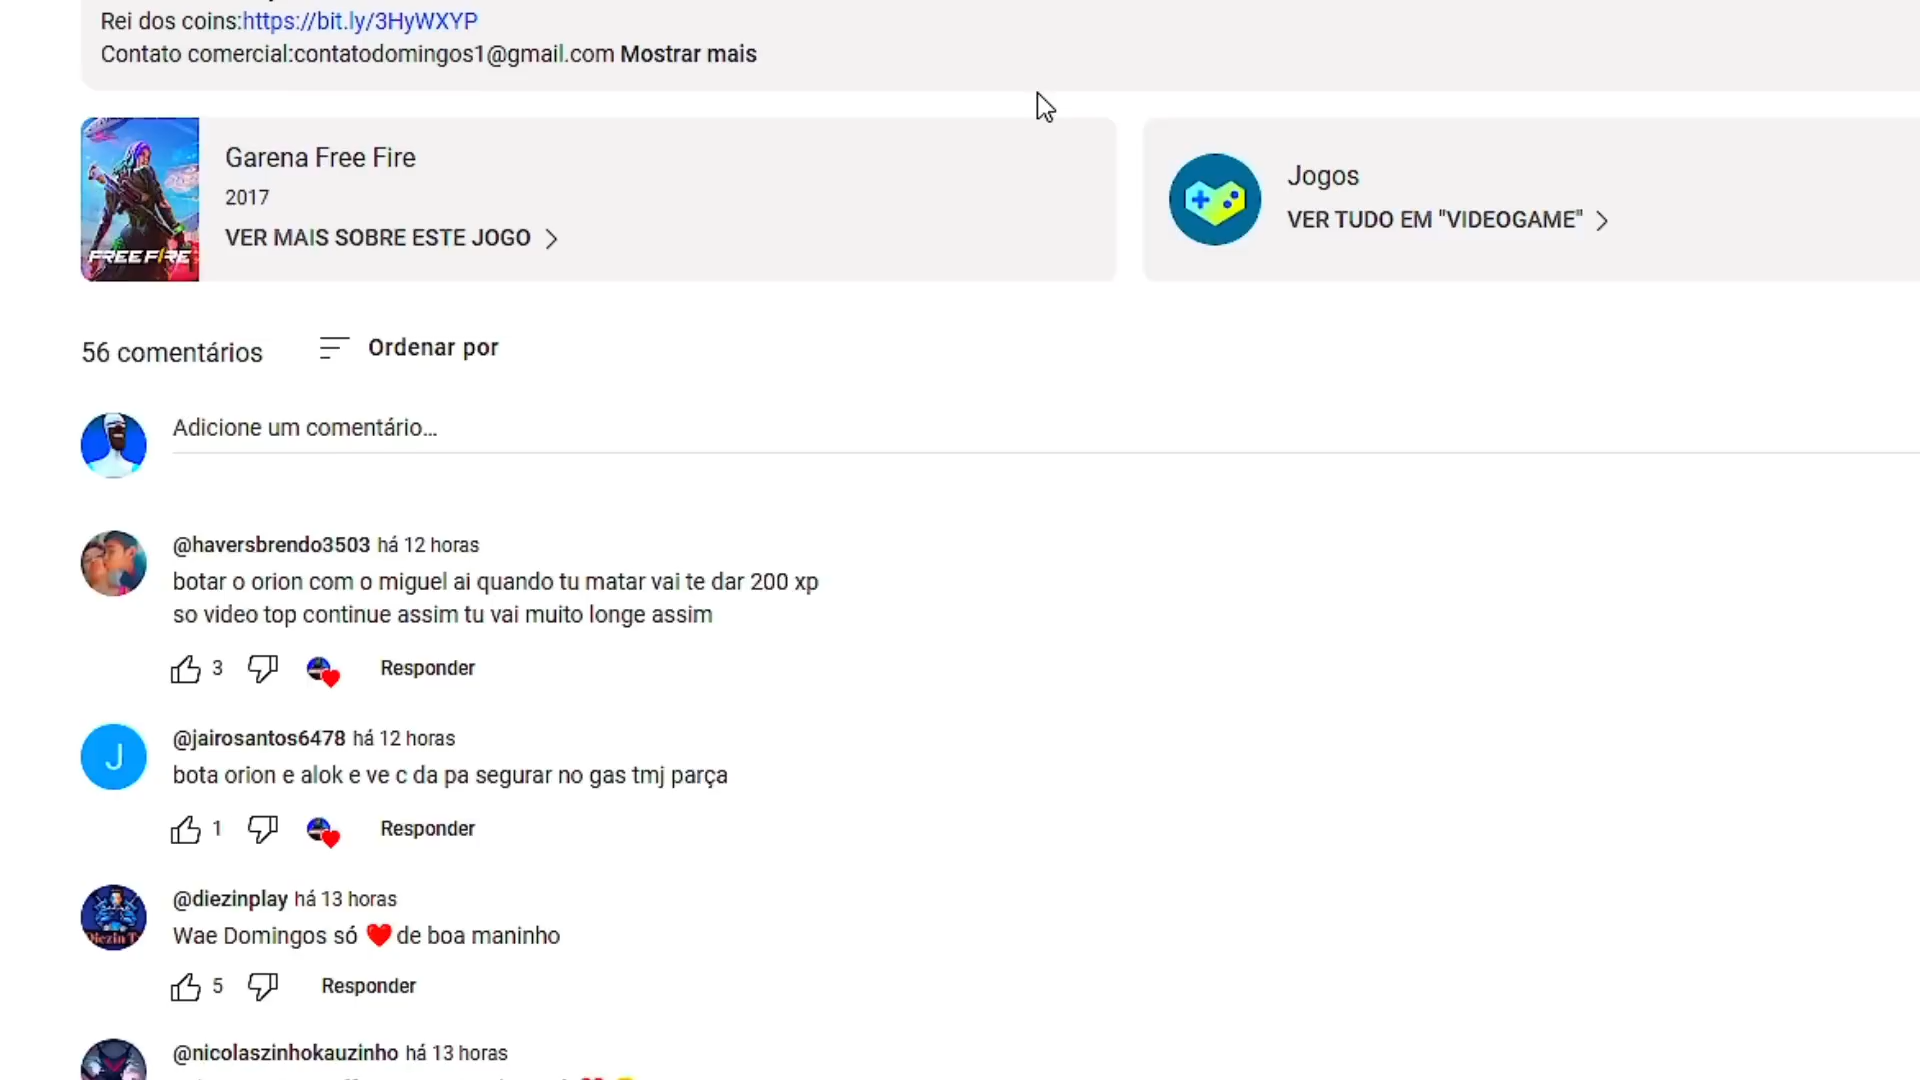 Rei dos coins:https://bit.ly/3HyWXYP
Contato comercial:contatodomingos1@gmail.com Mostrar mais
FREE FIRE
Garena Free Fire
2017
VER MAIS SOBRE ESTE JOGO
Jogos
VER TUDO EM "VIDEOGAME"
56 comentários
Ordenar por
Adicione um comentário...
@haversbrendo3503 há 12 horas
botar o orion com o miguel ai quando tu matar vai te dar 200 xp
so video top continue assim tu vai muito longe assim
3
Responder
J
@jairosantos6478 há 12 horas
bota orion e alok e ve c da pa segurar no gas tmj parça
1
Responder
@diezinplay há 13 horas
Wae Domingos só ❤️ de boa maninho
5
Responder
@nicolaszinhokauzinho há 13 horas